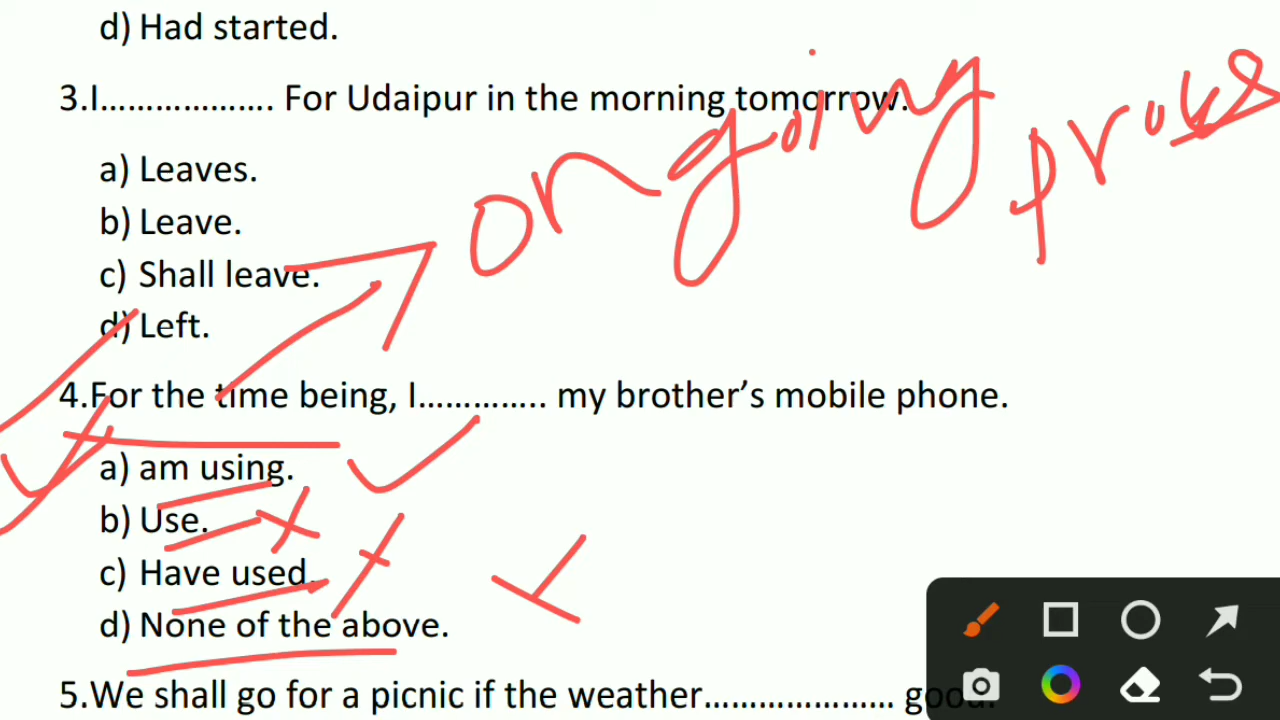 d) Had started.
3.I.................. For Udaipur in the morning tomorrow.
a) Leaves.
b) Leave.
c) Shall leave.
d) Left.
ongoing
4.For the time being, I.............. my brother's mobile phone.
a) am using.
b) Use.
c) Have used.
d) None of the above.
5.We shall go for a picnic if the weather..................... good.